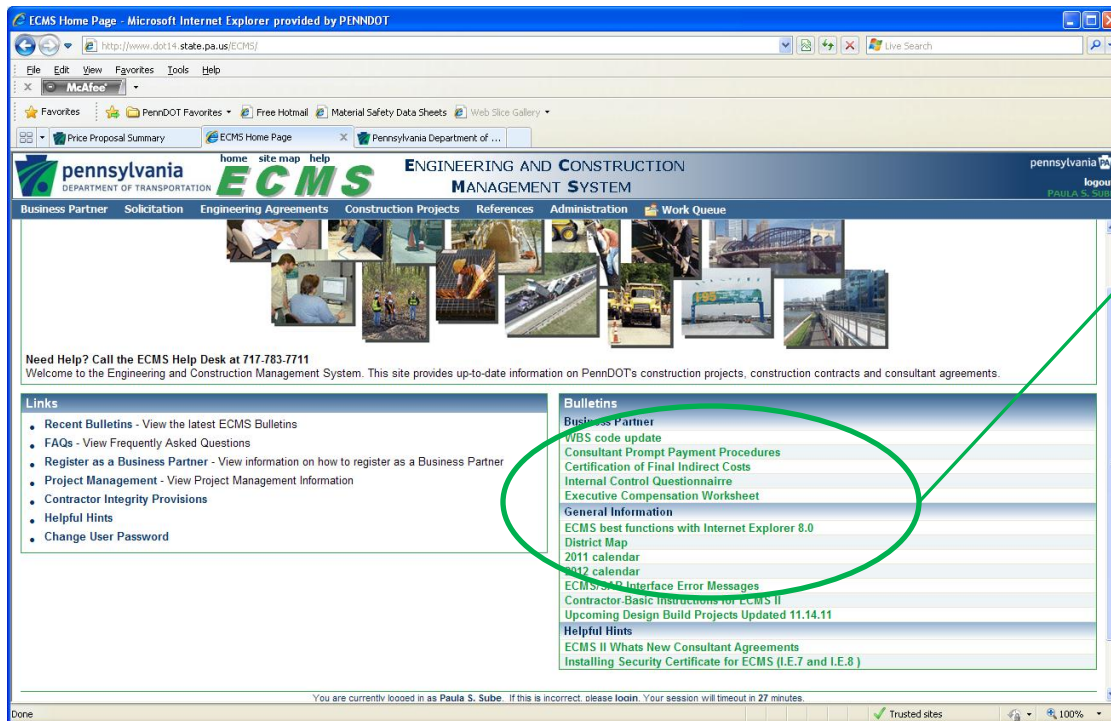 ECMS Home Page - Microsoft Internet Explorer provided by PENNDOT
http://www.dot14.state.pa.us/ECMS/
Live Search
File Edit View Favorites Tools Help
McAfee
Favorites PennDOT Favorites Free Hotmail Material Safety Data Sheets Web Slice Gallery
Price Proposal Summary ECMS Home Page Pennsylvania Department of ...
pennsylvania
DEPARTMENT OF TRANSPORTATION
home site map help
ECMS
ENGINEERING AND CONSTRUCTION
MANAGEMENT SYSTEM
pennsylvania PA
logout
PAULA S. SUBE
Business Partner Solicitation Engineering Agreements Construction Projects References Administration Work Queue
I-95
Need Help? Call the ECMS Help Desk at 717-783-7711
Welcome to the Engineering and Construction Management System. This site provides up-to-date information on PennDOT's construction projects, construction contracts and consultant agreements.
Links
Recent Bulletins - View the latest ECMS Bulletins
FAQs - View Frequently Asked Questions
Register as a Business Partner - View information on how to register as a Business Partner
Project Management - View Project Management Information
Contractor Integrity Provisions
Helpful Hints
Change User Password
Bulletins
Business Partner
WBS code update
Consultant Prompt Payment Procedures
Certification of Final Indirect Costs
Internal Control Questionnairre
Executive Compensation Worksheet
General Information
ECMS best functions with Internet Explorer 8.0
District Map
2011 calendar
2012 calendar
ECMS/SAP Interface Error Messages
Contractor-Basic Instructions for ECMS II
Upcoming Design Build Projects Updated 11.14.11
Helpful Hints
ECMS II Whats New Consultant Agreements
Installing Security Certificate for ECMS (I.E.7 and I.E.8 )
You are currently logged in as Paula S. Sube. If this is incorrect, please login. Your session will timeout in 27 minutes.
Done
Trusted sites
100%